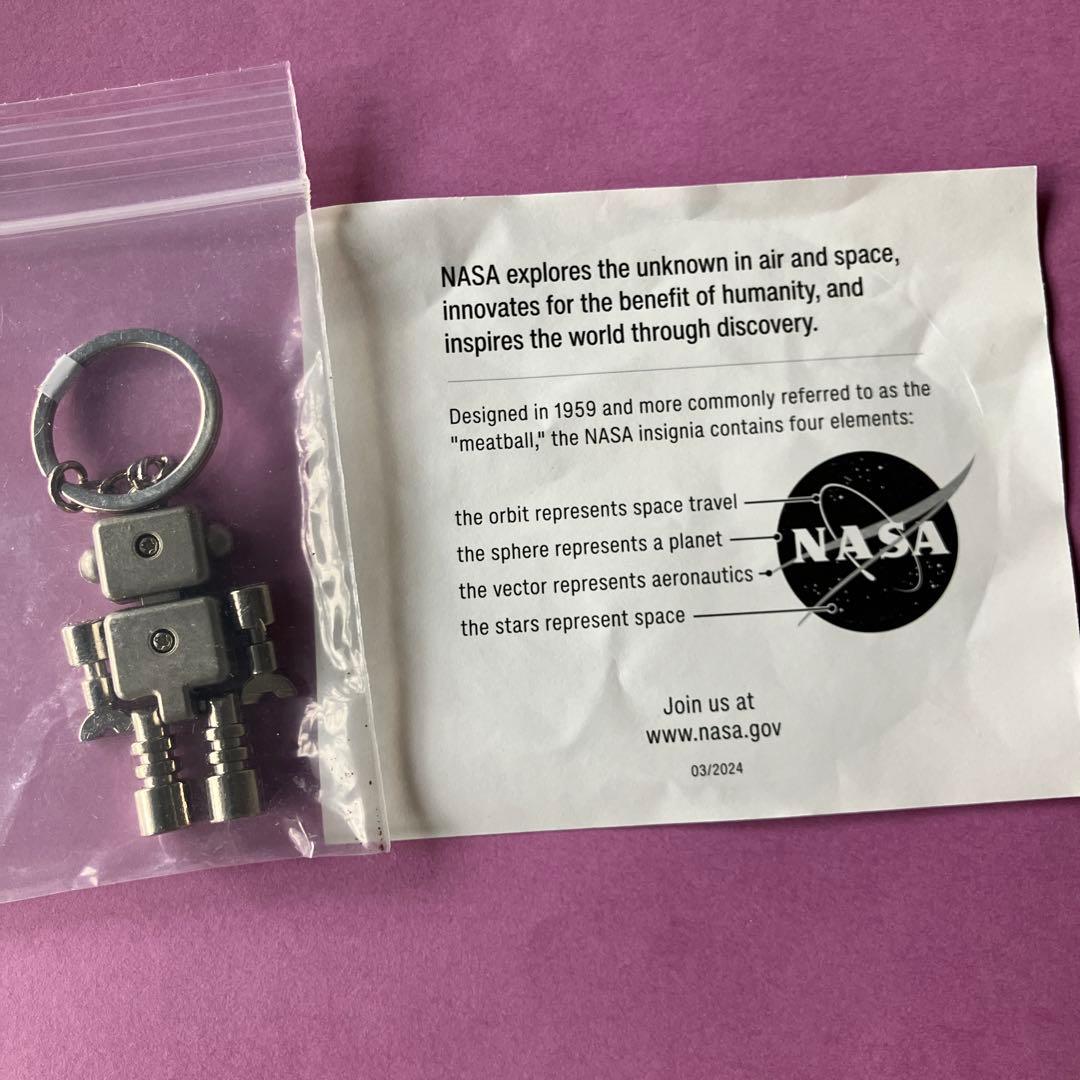 NASA explores the unknown in air and space,
innovates for the benefit of humanity, and
inspires the world through discovery.
Designed in 1959 and more commonly referred to as the
"meatball," the NASA insignia contains four elements:
the orbit represents space travel
the sphere represents a planet
the vector represents aeronautics
the stars represent space
NASA
Join us at
www.nasa.gov
03/2024